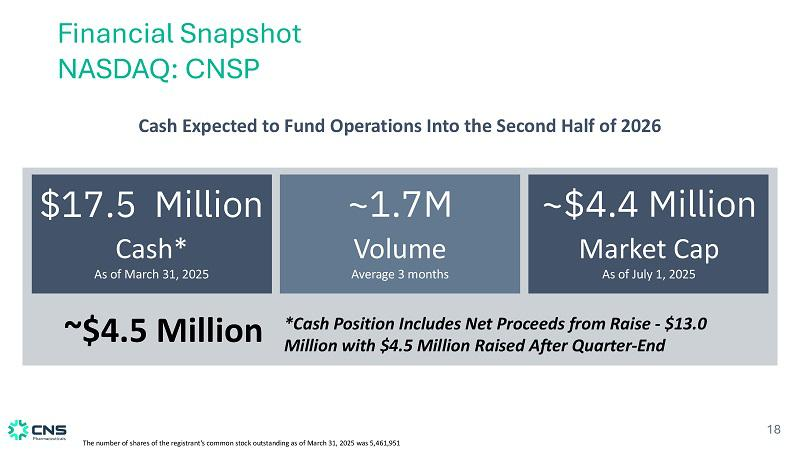 Financial Snapshot
NASDAQ: CNSP
Cash Expected to Fund Operations Into the Second Half of 2026
$17.5 Million
Cash*
As of March 31, 2025
~1.7M
Volume
Average 3 months
~$4.4 Million
Market Cap
As of July 1, 2025
~$4.5 Million
*Cash Position Includes Net Proceeds from Raise - $13.0
Million with $4.5 Million Raised After Quarter-End
CNS
Pharmaceuticals
The number of shares of the registrant's common stock outstanding as of March 31, 2025 was 5,461,951
18